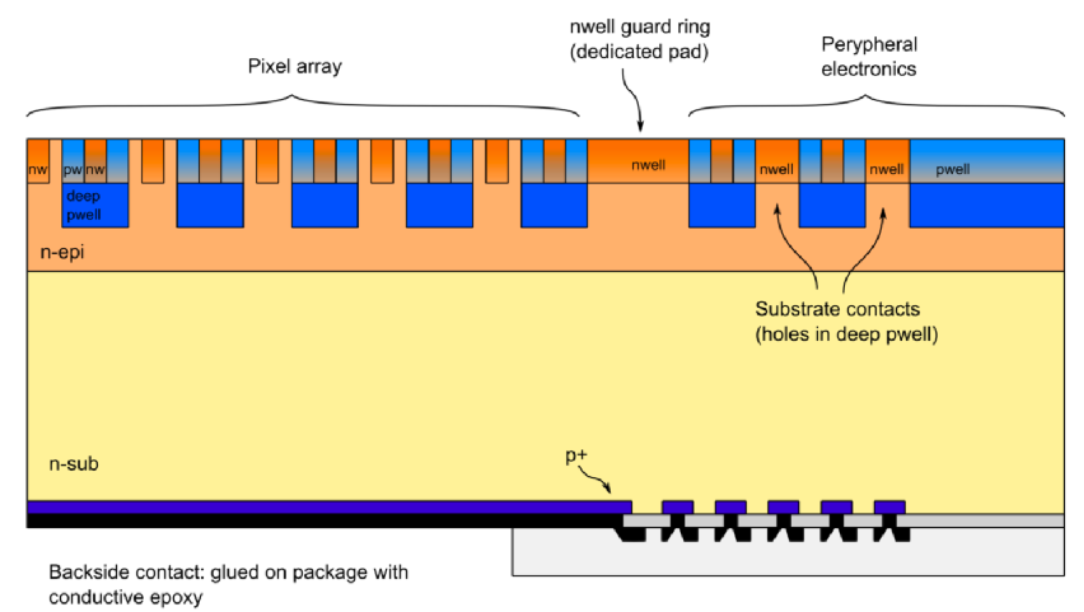 nwell guard ring
(dedicated pad)
Perypheral
electronics
Pixel array
nw
pw
nw
nwell
nwell
nwell
pwell
deep
pwell
n-epi
Substrate contacts
(holes in deep pwell)
n-sub
p+
Backside contact: glued on package with
conductive epoxy